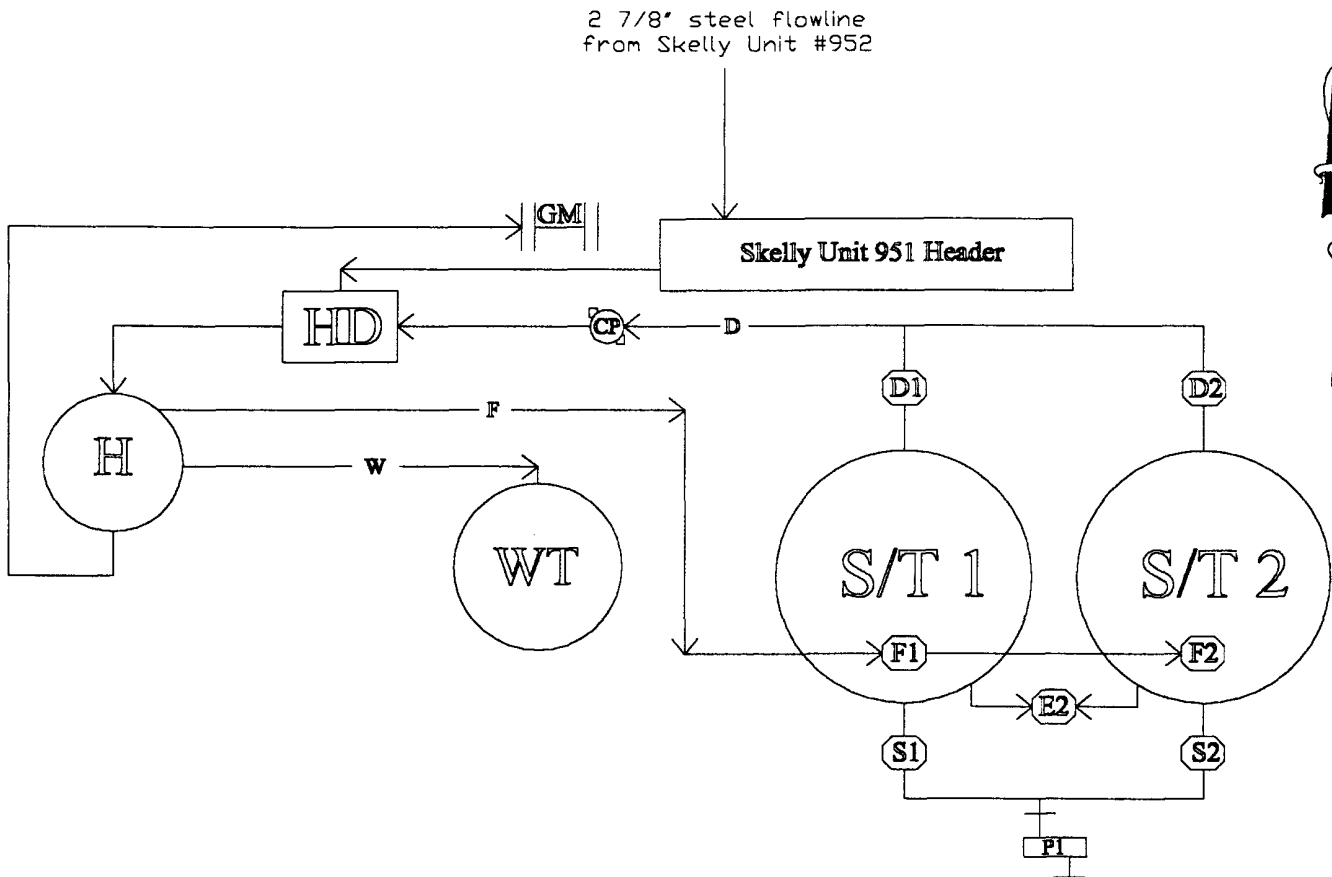 2 7/8" steel flowline
from Skelly Unit #952
GM
Skelly Unit 951 Header
HD
CP
D
D1
D2
F
H
W
WT
S/T 1
S/T 2
F1
F2
E2
S1
S2
P1